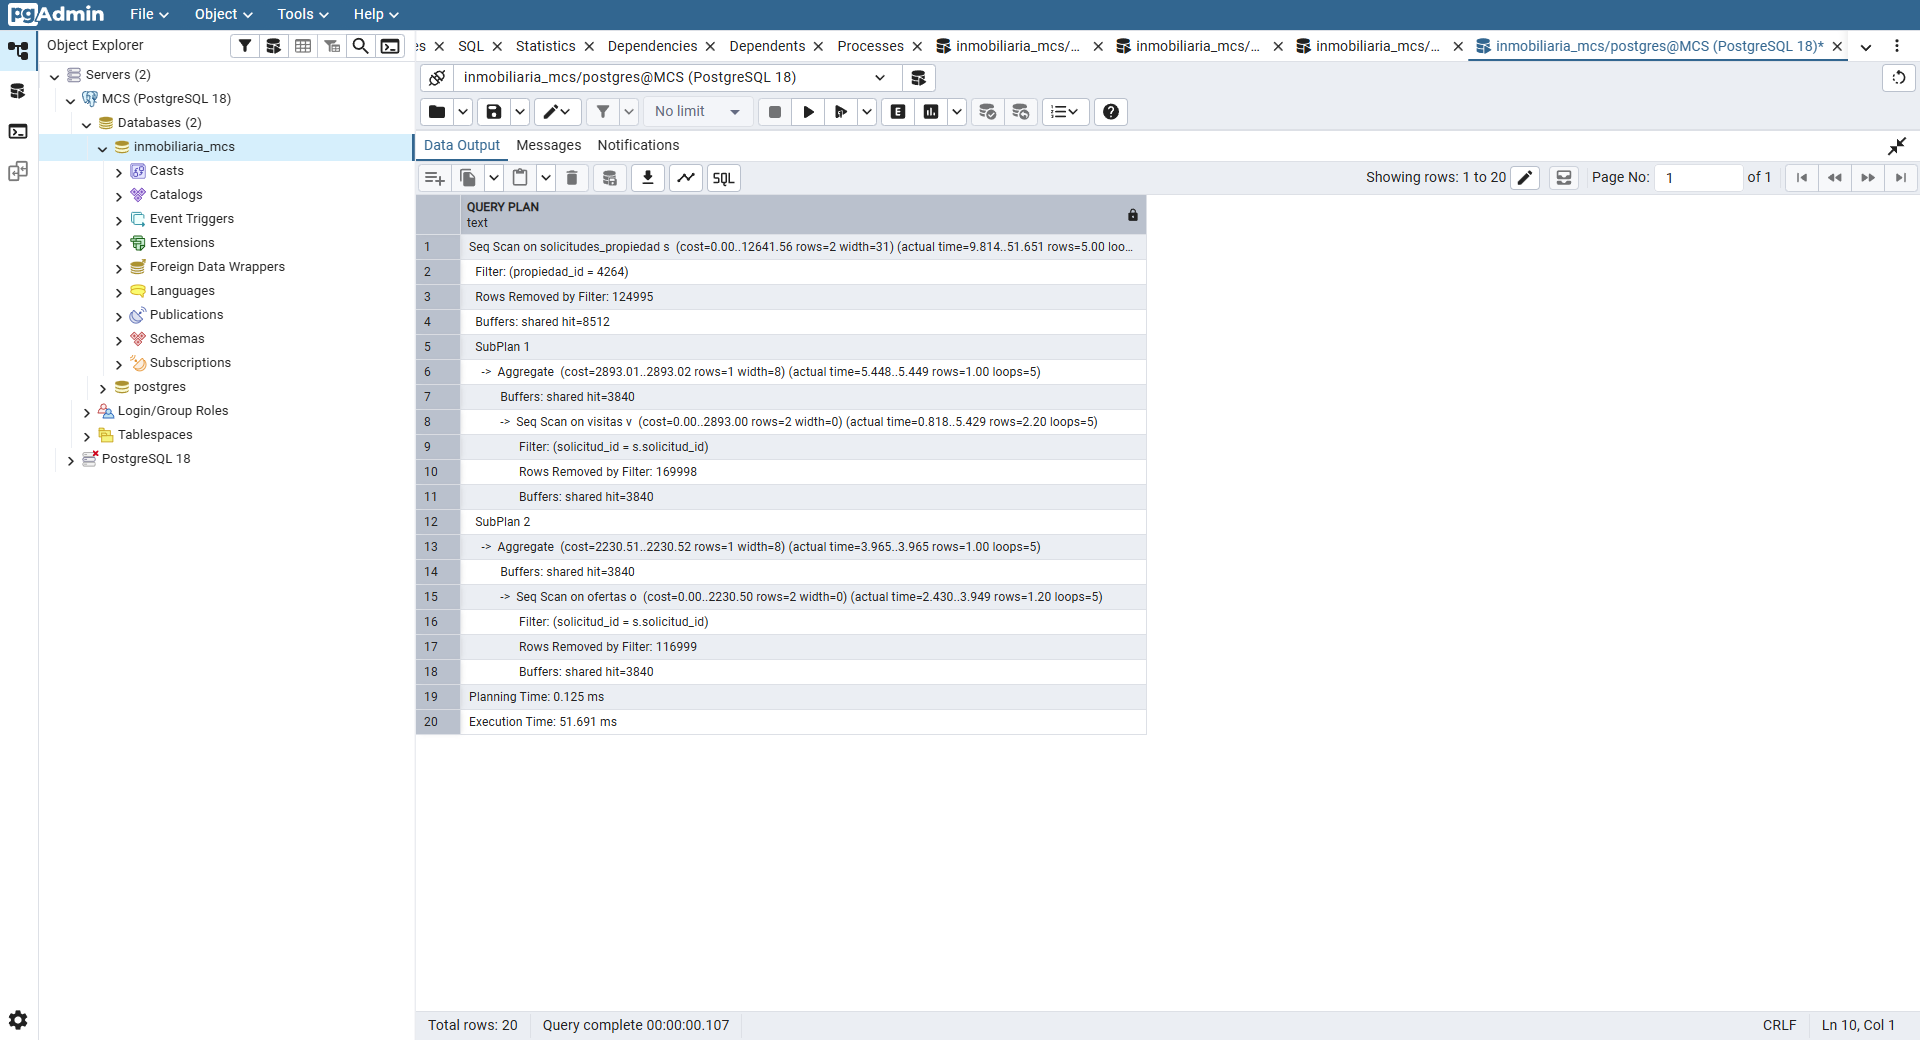 pgAdmin File Object Tools Help
Object Explorer
es SQL Statistics Dependencies Dependents Processes inmobiliaria_mcs/... inmobiliaria_mcs/... inmobiliaria_mcs/... inmobiliaria_mcs/postgres@MCS (PostgreSQL 18)*
Servers (2)
MCS (PostgreSQL 18)
Databases (2)
inmobiliaria_mcs
Casts
Catalogs
Event Triggers
Extensions
Foreign Data Wrappers
Languages
Publications
Schemas
Subscriptions
postgres
Login/Group Roles
Tablespaces
PostgreSQL 18
inmobiliaria_mcs/postgres@MCS (PostgreSQL 18)
No limit E
Data Output Messages Notifications
SQL Showing rows: 1 to 20 Page No: 1 of 1
QUERY PLAN
text
1 Seq Scan on solicitudes_propiedad s (cost=0.00..12641.56 rows=2 width=31) (actual time=9.814..51.651 rows=5.00 loo...
2 Filter: (propiedad_id = 4264)
3 Rows Removed by Filter: 124995
4 Buffers: shared hit=8512
5 SubPlan 1
6 -> Aggregate (cost=2893.01..2893.02 rows=1 width=8) (actual time=5.448..5.449 rows=1.00 loops=5)
7 Buffers: shared hit=3840
8 -> Seq Scan on visitas v (cost=0.00..2893.00 rows=2 width=0) (actual time=0.818..5.429 rows=2.20 loops=5)
9 Filter: (solicitud_id = s.solicitud_id)
10 Rows Removed by Filter: 169998
11 Buffers: shared hit=3840
12 SubPlan 2
13 -> Aggregate (cost=2230.51..2230.52 rows=1 width=8) (actual time=3.965..3.965 rows=1.00 loops=5)
14 Buffers: shared hit=3840
15 -> Seq Scan on ofertas o (cost=0.00..2230.50 rows=2 width=0) (actual time=2.430..3.949 rows=1.20 loops=5)
16 Filter: (solicitud_id = s.solicitud_id)
17 Rows Removed by Filter: 116999
18 Buffers: shared hit=3840
19 Planning Time: 0.125 ms
20 Execution Time: 51.691 ms
Total rows: 20 Query complete 00:00:00.107 CRLF Ln 10, Col 1